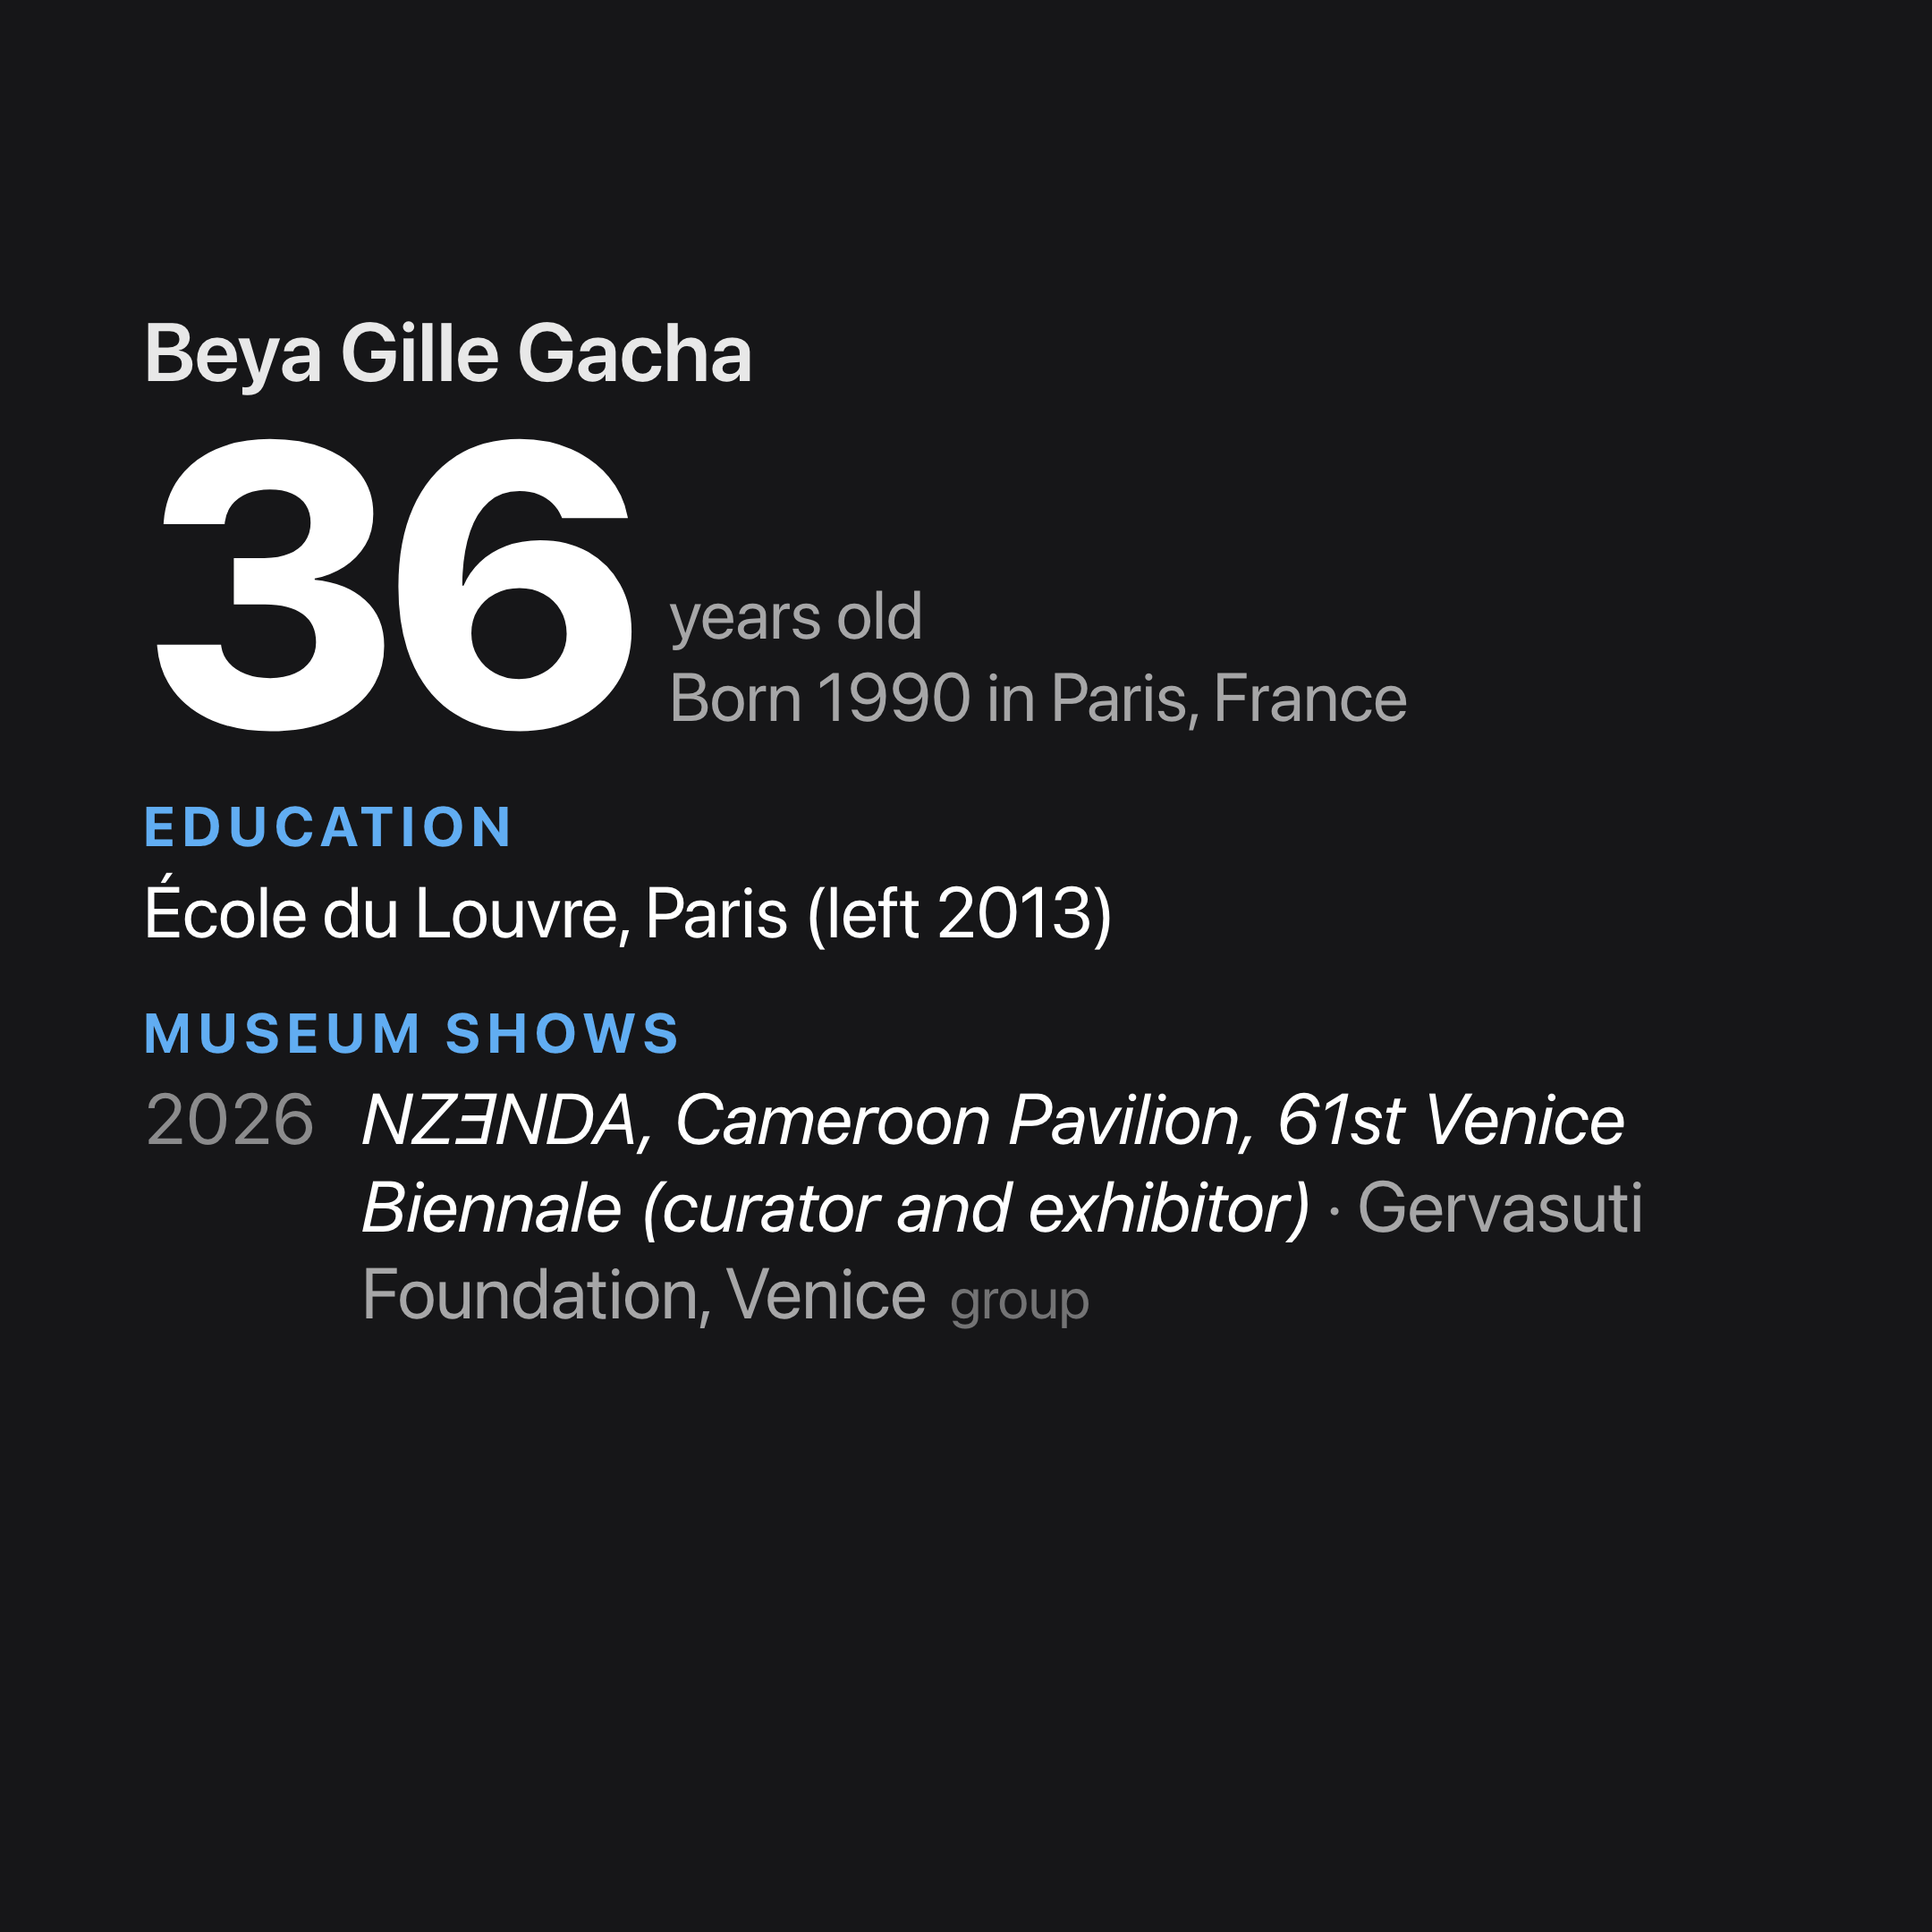 Beya Gille Gacha
36
years old
Born 1990 in Paris, France
EDUCATION
École du Louvre, Paris (left 2013)
MUSEUM SHOWS
2026 NZƎNDA, Cameroon Pavilion, 61st Venice
Biennale (curator and exhibitor) · Gervasuti
Foundation, Venice group